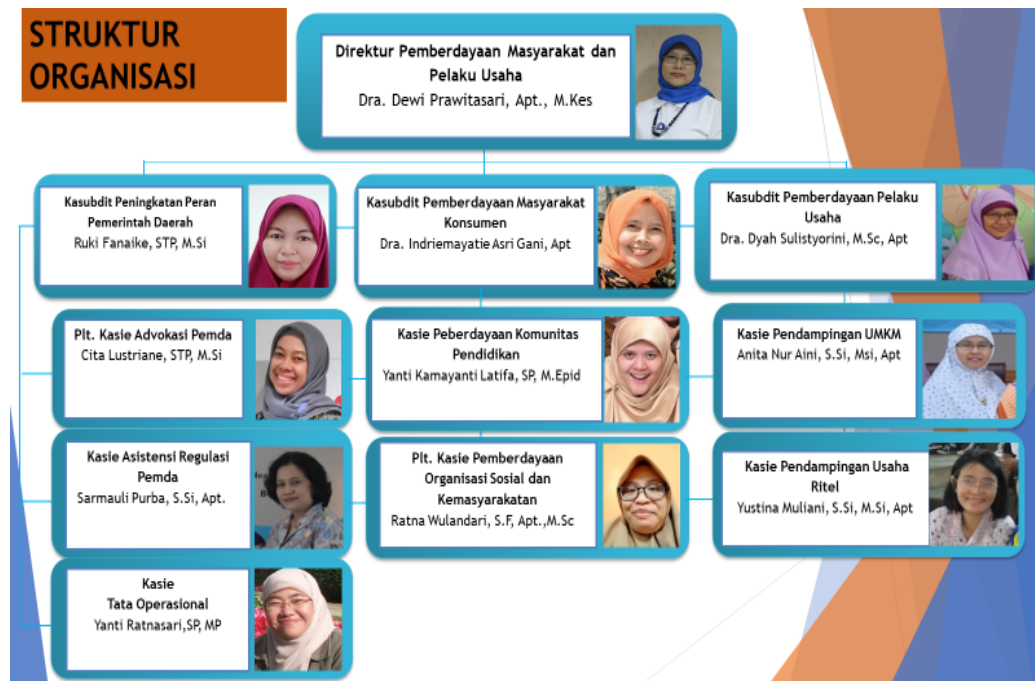 STRUKTUR
ORGANISASI
Direktur Pemberdayaan Masyarakat dan
Pelaku Usaha
Dra. Dewi Prawitasari, Apt., M.Kes
Kasubdit Peningkatan Peran
Pemerintah Daerah
Ruki Fanaike, STP, M.Si
Kasubdit Pemberdayaan Masyarakat
Konsumen
Dra. Indriemayatie Asri Gani, Apt
Kasubdit Pemberdayaan Pelaku
Usaha
Dra. Dyah Sulistyorini, M.Sc, Apt
Plt. Kasie Advokasi Pemda
Cita Lustriane, STP, M.Si
Kasie Peberdayaan Komunitas
Pendidikan
Yanti Kamayanti Latifa, SP, M.Epid
Kasie Pendampingan UMKM
Anita Nur Aini, S.Si, Msi, Apt
Kasie Asistensi Regulasi
Pemda
Sarmauli Purba, S.Si, Apt.
Plt. Kasie Pemberdayaan
Organisasi Sosial dan
Kemasyarakatan
Ratna Wulandari, S.F, Apt.,M.Sc
Kasie Pendampingan Usaha
Ritel
Yustina Muliani, S.Si, M.Si, Apt
Kasie
Tata Operasional
Yanti Ratnasari,SP, MP